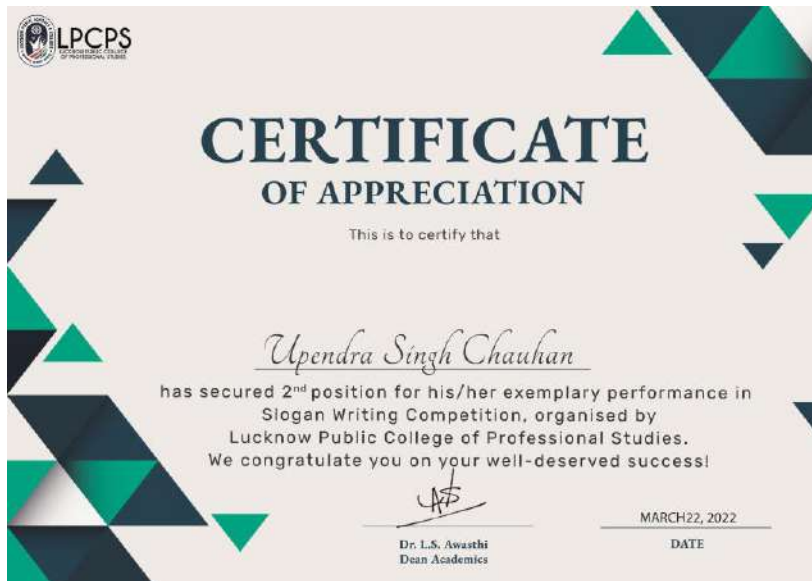 LPCPS
LUCKNOW PUBLIC COLLEGE
OF PROFESSIONAL STUDIES
CERTIFICATE
OF APPRECIATION
This is to certify that
Upendra Singh Chauhan
has secured 2nd position for his/her exemplary performance in
Slogan Writing Competition, organised by
Lucknow Public College of Professional Studies.
We congratulate you on your well-deserved success!
MARCH22, 2022
Dr. L.S. Awasthi
Dean Academics
DATE